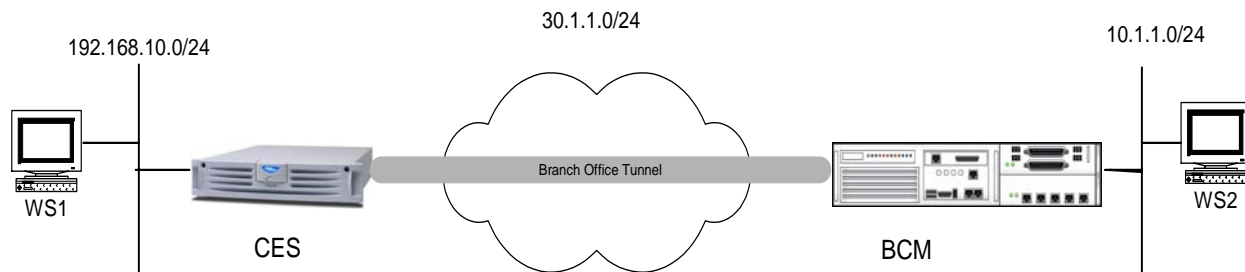 30.1.1.0/24
192.168.10.0/24
10.1.1.0/24
Branch Office Tunnel
WS1
WS2
CES
BCM